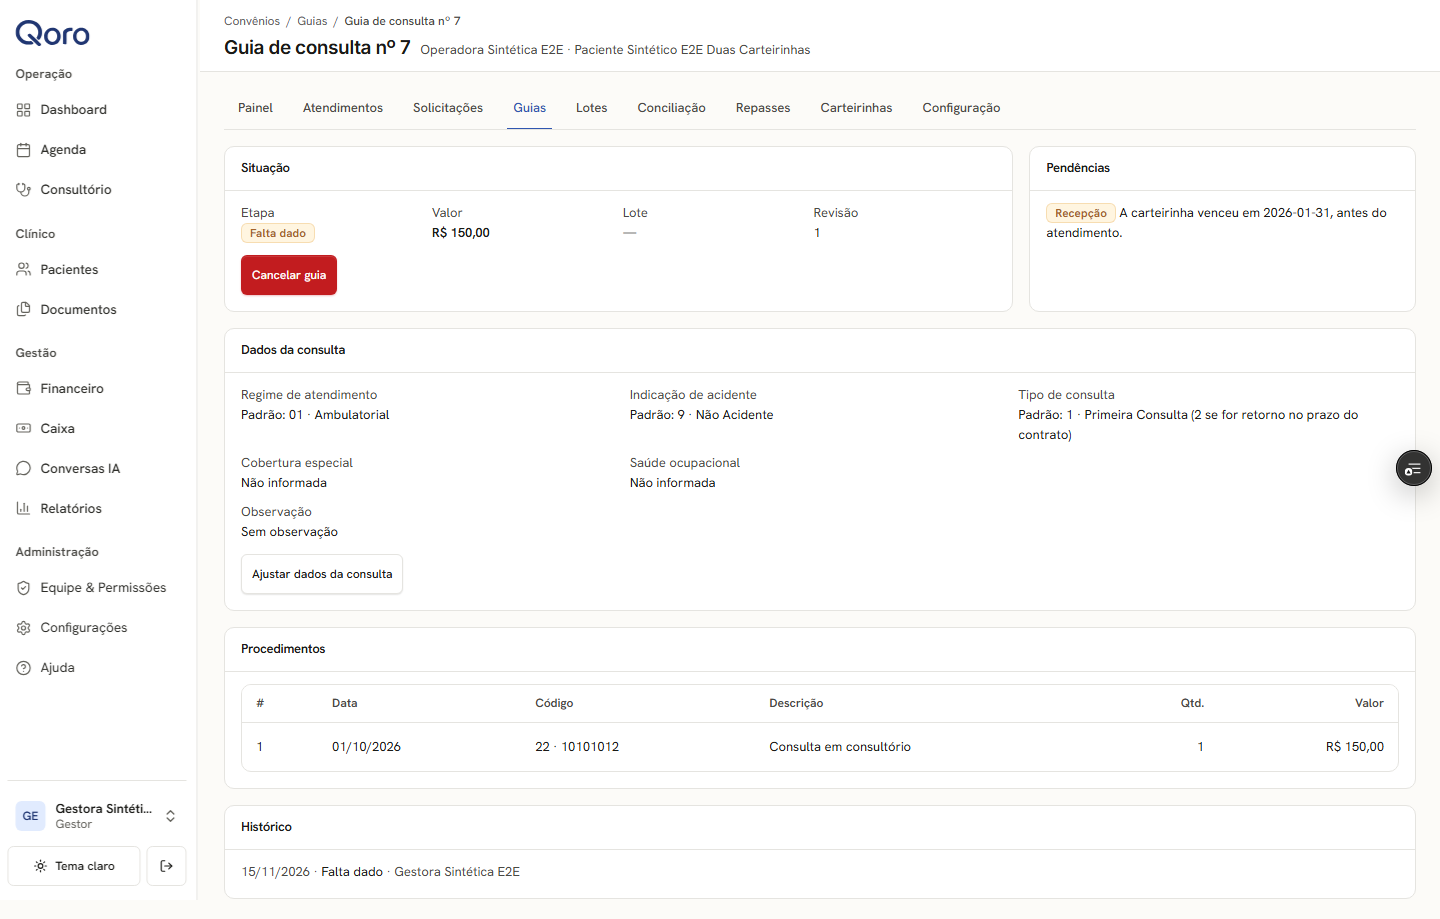 Qoro
Operação
Dashboard
Agenda
Consultório
Clínico
Pacientes
Documentos
Gestão
Financeiro
Caixa
Conversas IA
Relatórios
Administração
Equipe & Permissões
Configurações
Ajuda
GE
Gestora Sintéti...
Gestor
Tema claro
Convênios / Guias / Guia de consulta nº 7
Guia de consulta nº 7 Operadora Sintética E2E · Paciente Sintético E2E Duas Carteirinhas
Painel Atendimentos Solicitações Guias Lotes Conciliação Repasses Carteirinhas Configuração
Situação
Etapa Valor Lote Revisão
Falta dado R$ 150,00 — 1
Cancelar guia
Pendências
Recepção A carteirinha venceu em 2026-01-31, antes do
atendimento.
Dados da consulta
Regime de atendimento Indicação de acidente Tipo de consulta
Padrão: 01 · Ambulatorial Padrão: 9 · Não Acidente Padrão: 1 · Primeira Consulta (2 se for retorno no prazo do
contrato)
Cobertura especial Saúde ocupacional
Não informada Não informada
Observação
Sem observação
Ajustar dados da consulta
Procedimentos
# Data Código Descrição Qtd. Valor
1 01/10/2026 22 · 10101012 Consulta em consultório 1 R$ 150,00
Histórico
15/11/2026 · Falta dado · Gestora Sintética E2E